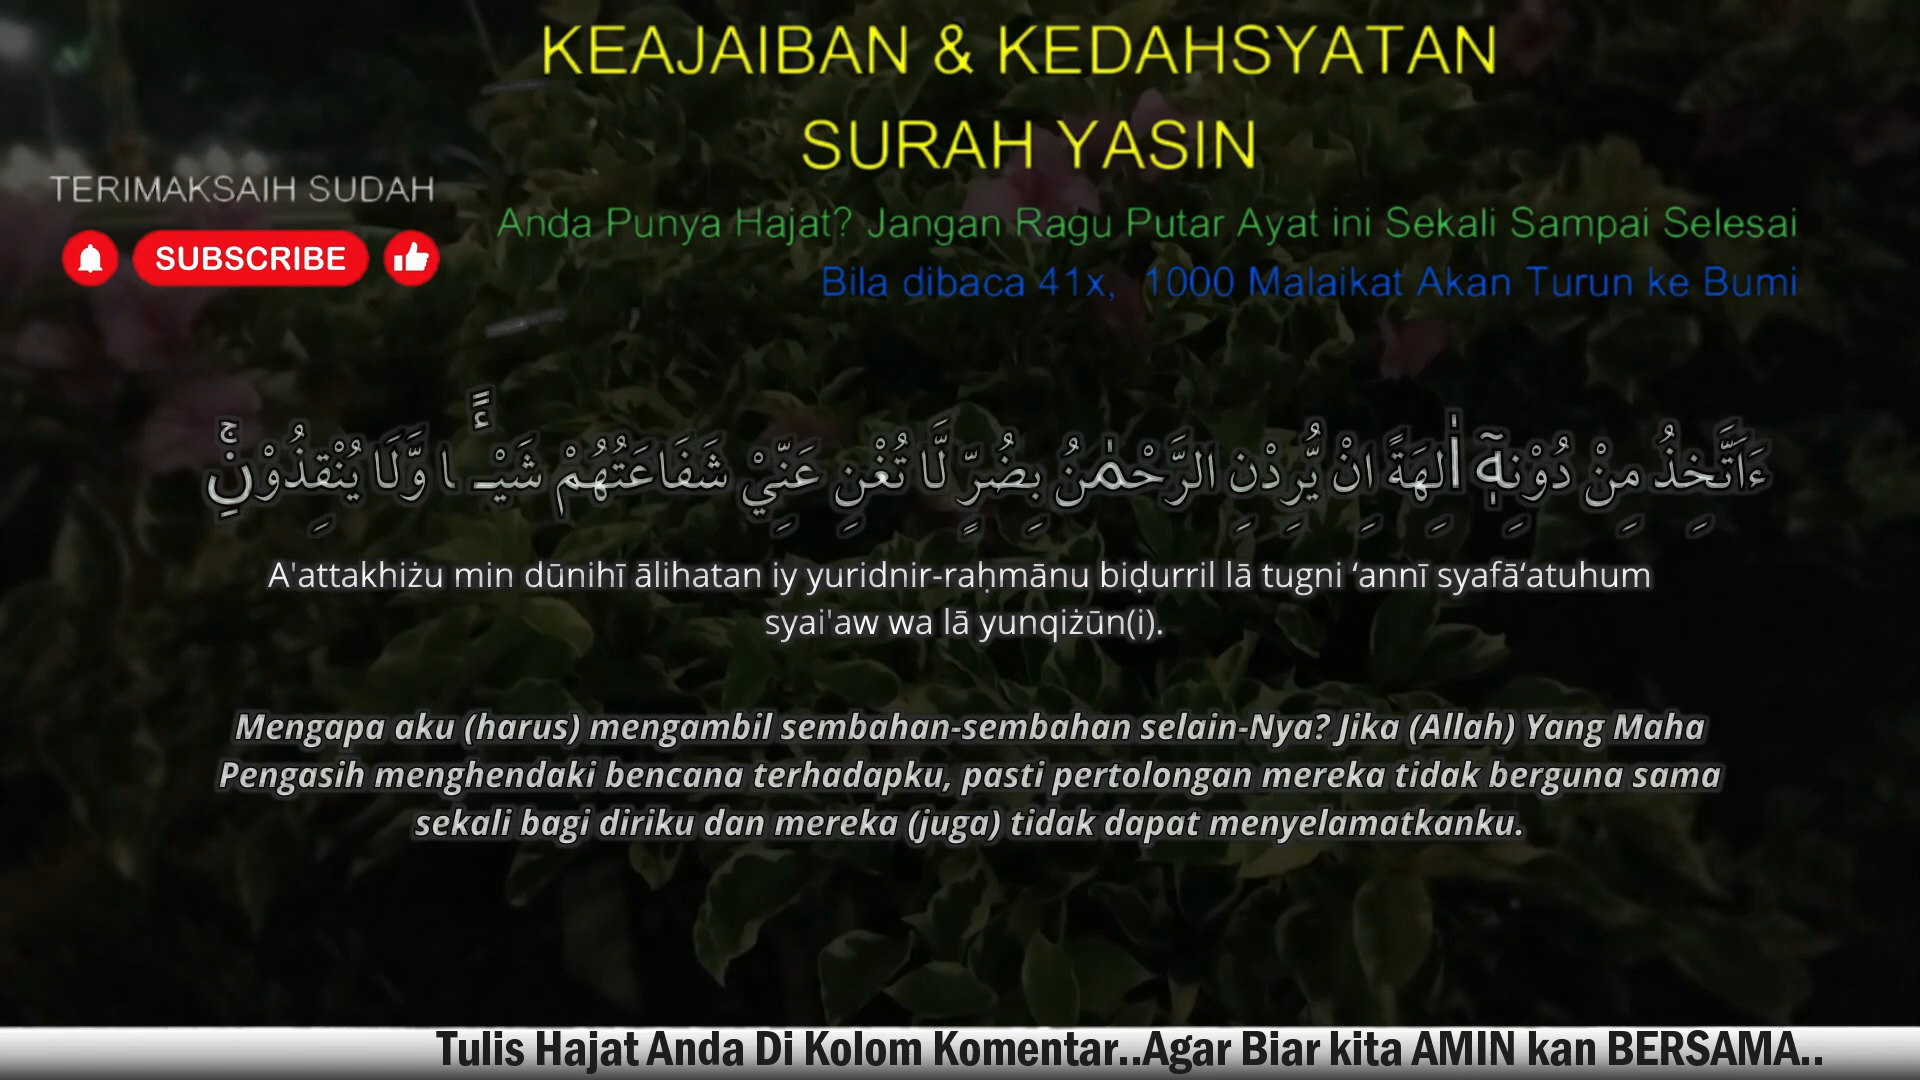 KEAJAIBAN & KEDAHSYATAN
SURAH YASIN
TERIMAKSAIH SUDAH
SUBSCRIBE
Anda Punya Hajat? Jangan Ragu Putar Ayat ini Sekali Sampai Selesai
Bila dibaca 41x, 1000 Malaikat Akan Turun ke Bumi
ءَاَتَّخِذُ مِنْ دُوْنِهٖٓ اٰلِهَةً اِنْ يُّرِدْنِ الرَّحْمٰنُ بِضُرٍّ لَّا تُغْنِ عَنِّيْ شَفَاعَتُهُمْ شَيْـًٔا وَّلَا يُنْقِذُوْنِۚ
A'attakhiżu min dūnihī ālihatan iy yuridnir-raḥmānu biḍurril lā tugni ‘annī syafā‘atuhum
syai'aw wa lā yunqiżūn(i).
Mengapa aku (harus) mengambil sembahan-sembahan selain-Nya? Jika (Allah) Yang Maha
Pengasih menghendaki bencana terhadapku, pasti pertolongan mereka tidak berguna sama
sekali bagi diriku dan mereka (juga) tidak dapat menyelamatkanku.
Tulis Hajat Anda Di Kolom Komentar..Agar Biar kita AMIN kan BERSAMA..